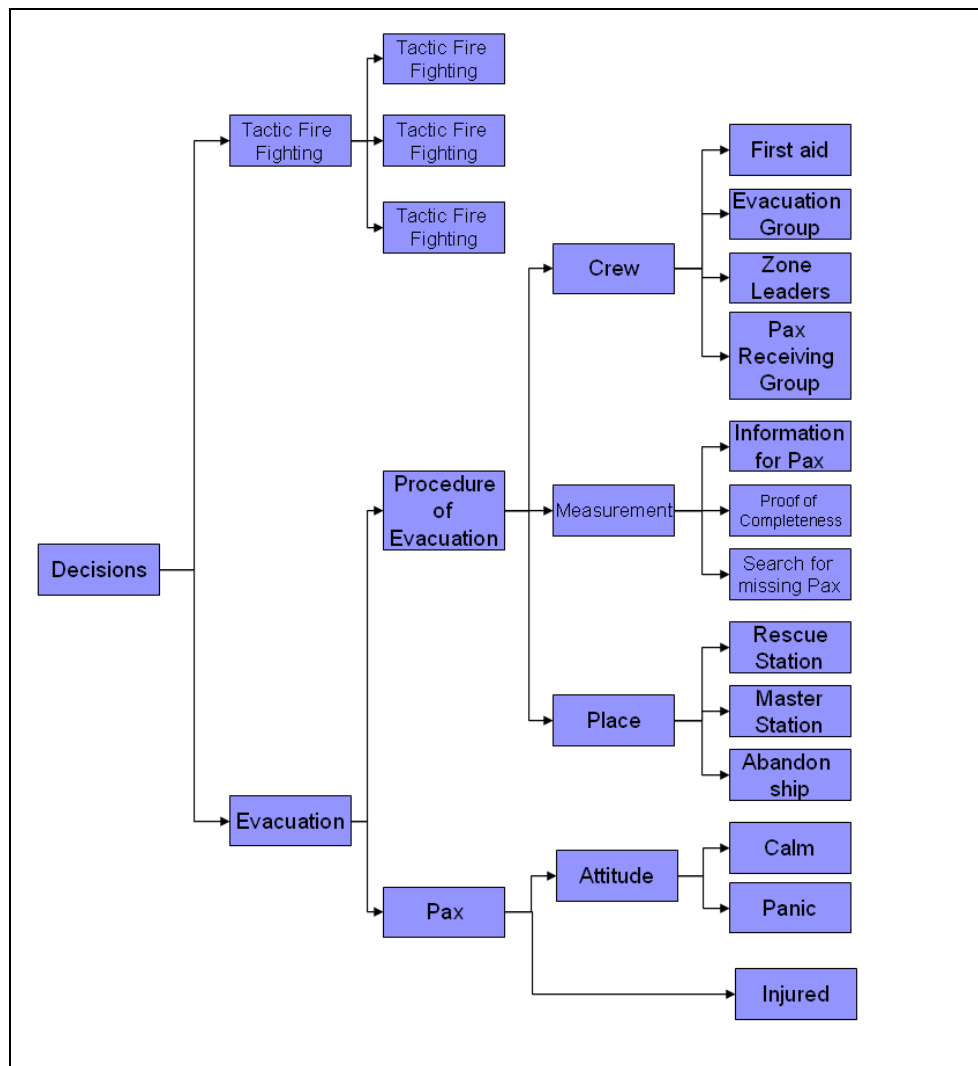 Tactic Fire
Fighting
Tactic Fire
Fighting
Tactic Fire
Fighting
Tactic Fire
Fighting
First aid
Evacuation
Group
Crew
Zone
Leaders
Pax
Receiving
Group
Information
for Pax
Procedure
of
Evacuation
Measurement
Proof of
Completeness
Search for
missing Pax
Decisions
Rescue
Station
Place
Master
Station
Abandon
ship
Evacuation
Calm
Attitude
Panic
Pax
Injured